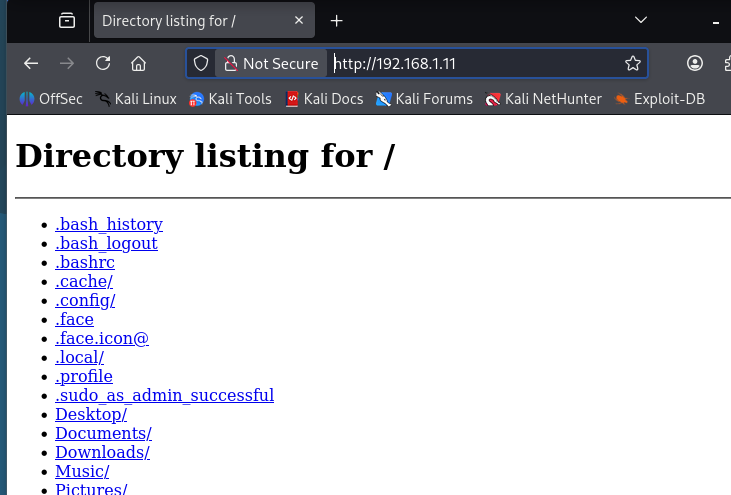 Directory listing for /
Not Secure http://192.168.1.11
OffSec Kali Linux Kali Tools Kali Docs Kali Forums Kali NetHunter Exploit-DB
Directory listing for /
.bash_history
.bash_logout
.bashrc
.cache/
.config/
.face
.face.icon@
.local/
.profile
.sudo_as_admin_successful
Desktop/
Documents/
Downloads/
Music/
Pictures/